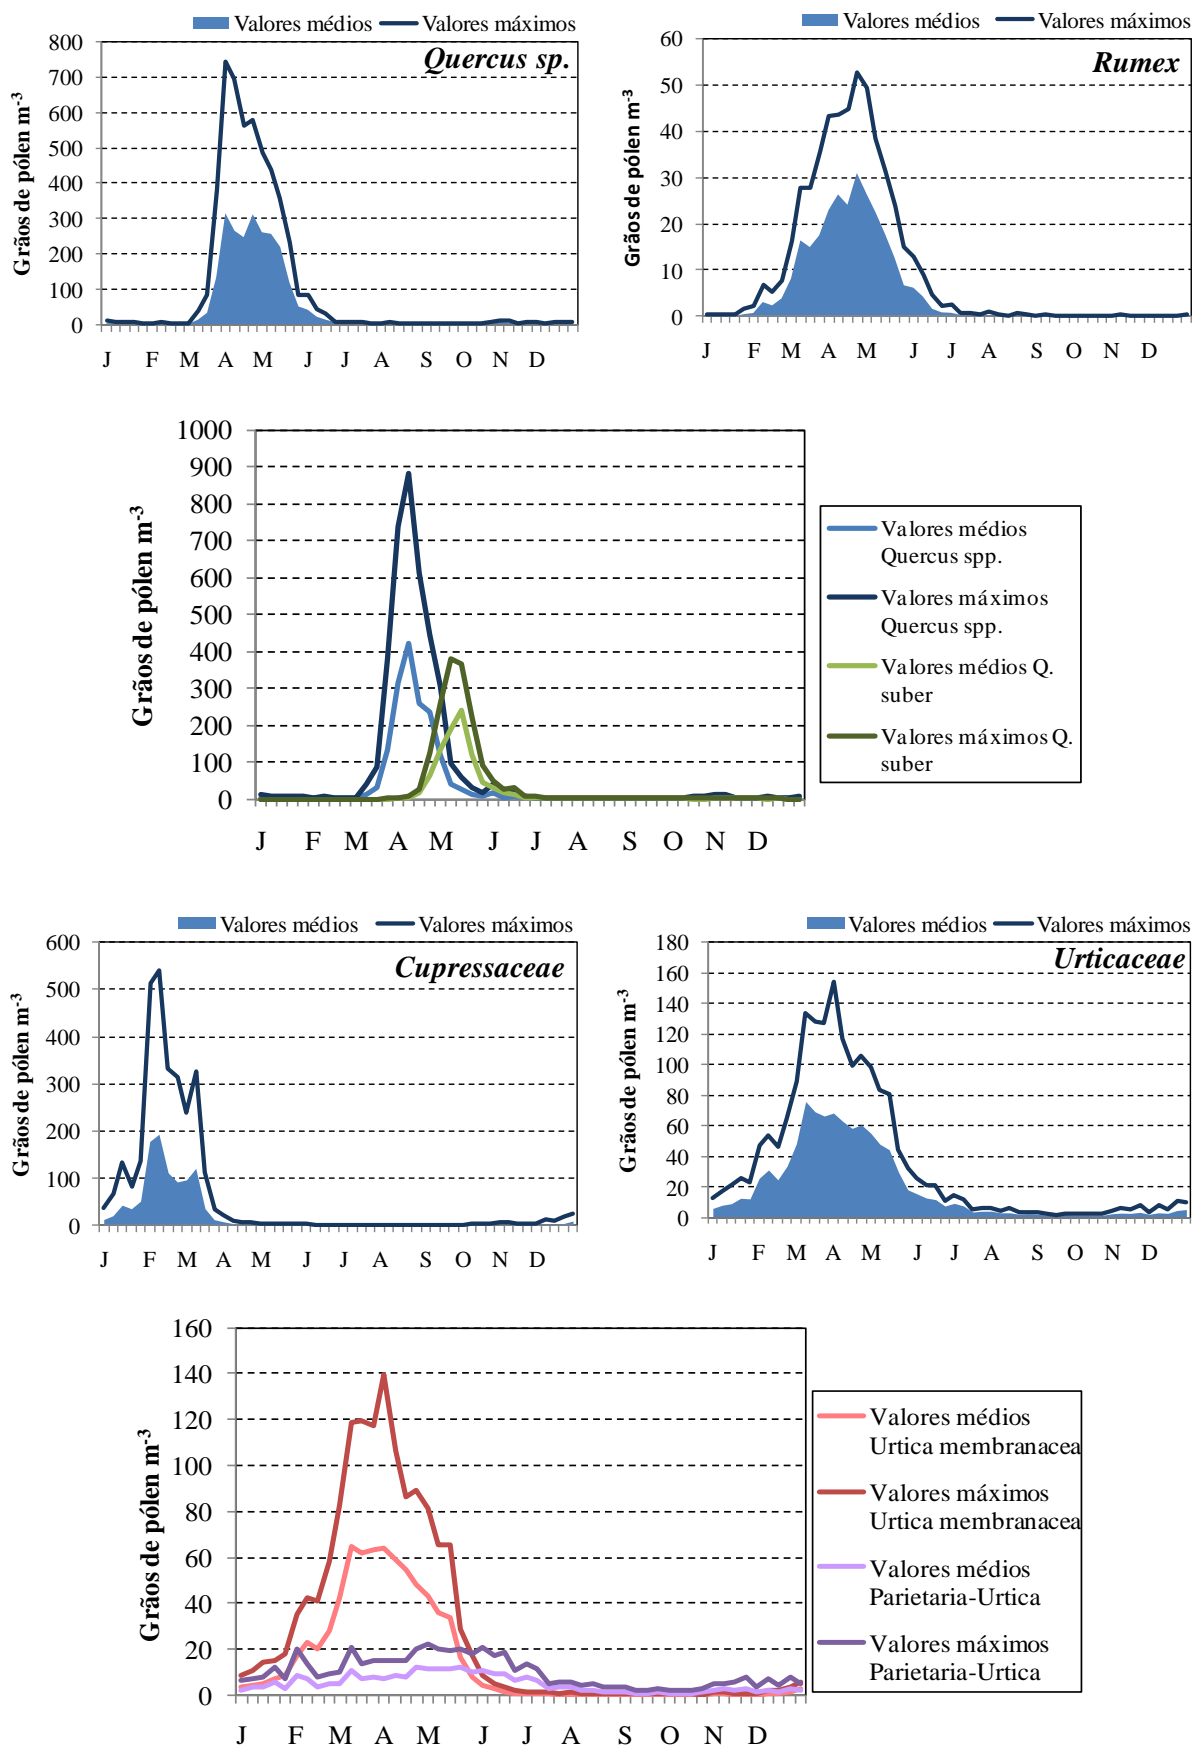 Valores médios Valores máximos
Quercus sp.
Grãos de pólen m-3
800
700
600
500
400
300
200
100
0
J F M A M J J A S O N D
Valores médios Valores máximos
Rumex
Grãos de pólen m-3
60
50
40
30
20
10
0
J F M A M J J A S O N D
Grãos de pólen m-3
1000
900
800
700
600
500
400
300
200
100
0
J F M A M J J A S O N D
Valores médios
Quercus spp.
Valores máximos
Quercus spp.
Valores médios Q.
suber
Valores máximos Q.
suber
Valores médios Valores máximos
Cupressaceae
Grãos de pólen m-3
600
500
400
300
200
100
0
J F M A M J J A S O N D
Valores médios Valores máximos
Urticaceae
Grãos de pólen m-3
180
160
140
120
100
80
60
40
20
0
J F M A M J J A S O N D
Grãos de pólen m-3
160
140
120
100
80
60
40
20
0
J F M A M J J A S O N D
Valores médios
Urtica membranacea
Valores máximos
Urtica membranacea
Valores médios
Parietaria-Urtica
Valores máximos
Parietaria-Urtica